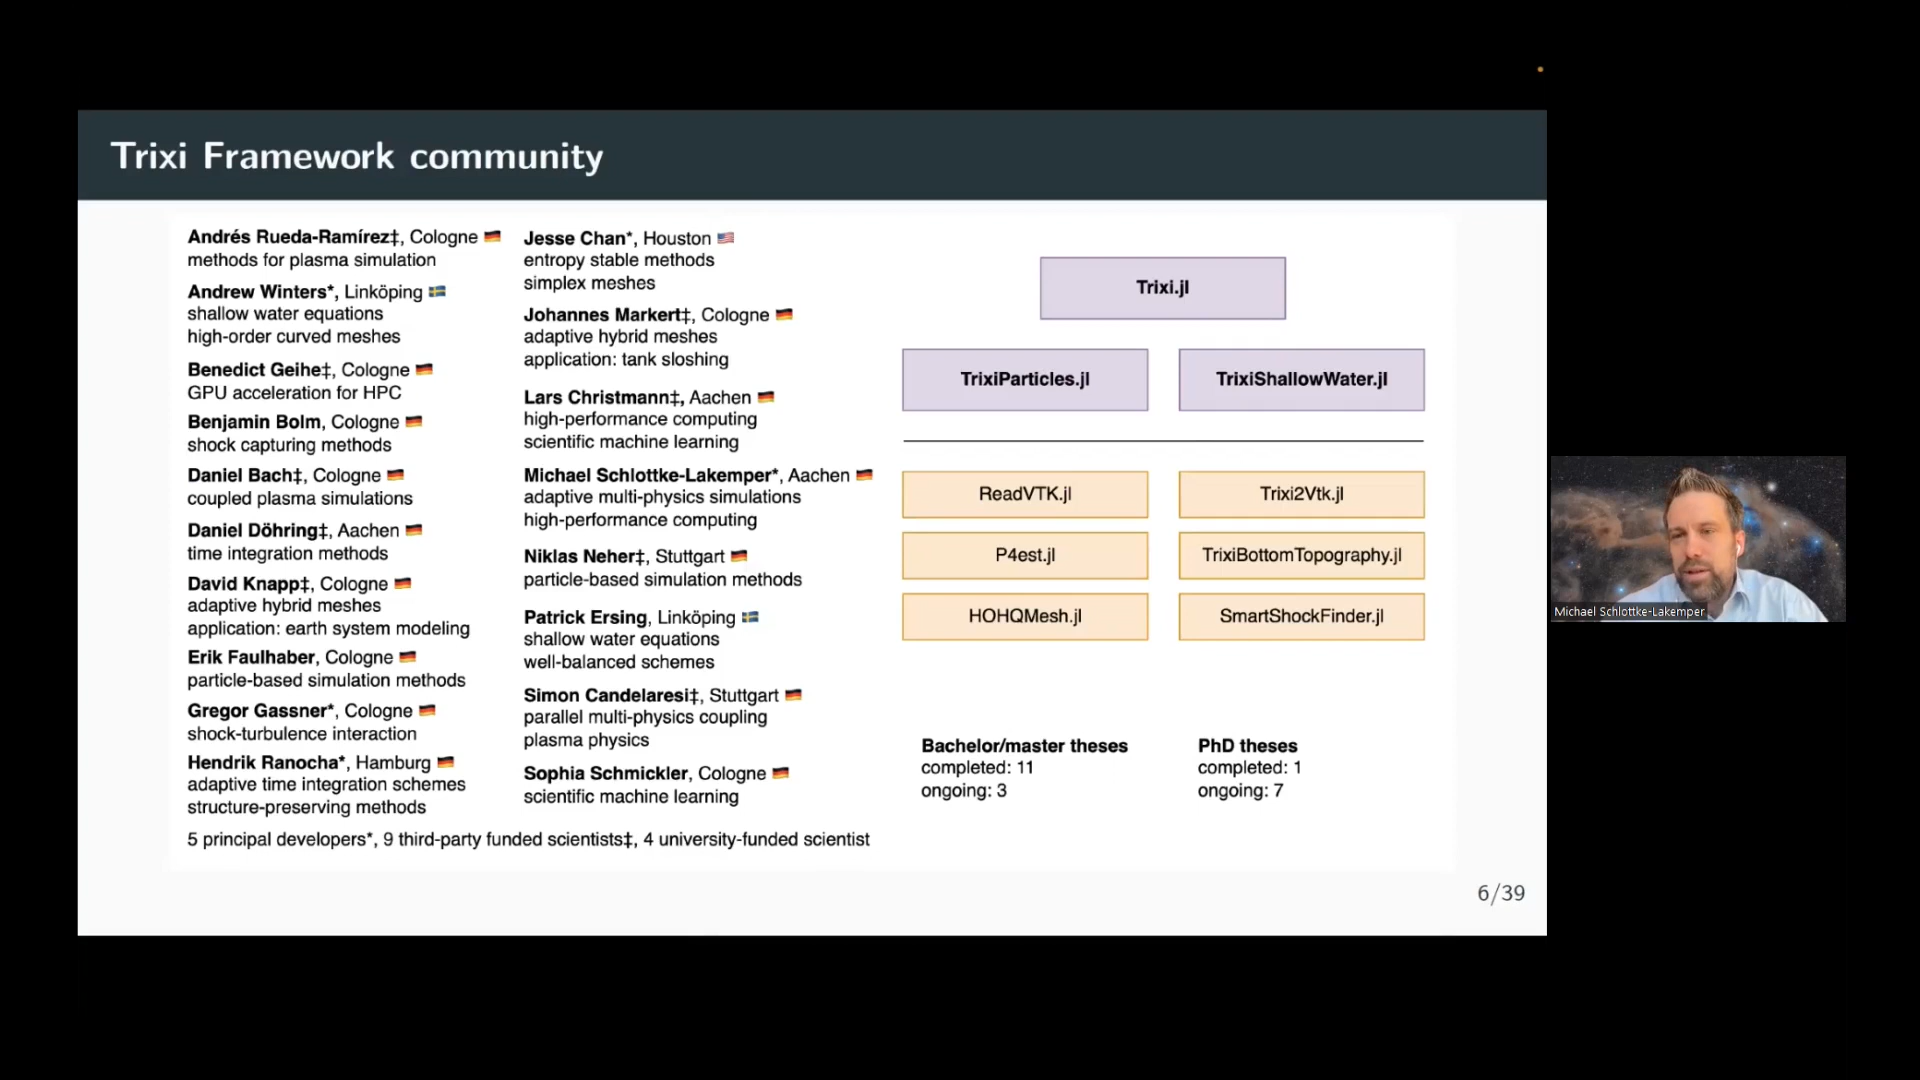 Trixi Framework community
Andrés Rueda-Ramírez‡, Cologne
methods for plasma simulation
Andrew Winters*, Linköping
shallow water equations
high-order curved meshes
Benedict Geihe‡, Cologne
GPU acceleration for HPC
Benjamin Bolm, Cologne
shock capturing methods
Daniel Bach‡, Cologne
coupled plasma simulations
Daniel Döhring‡, Aachen
time integration methods
David Knapp‡, Cologne
adaptive hybrid meshes
application: earth system modeling
Erik Faulhaber, Cologne
particle-based simulation methods
Gregor Gassner*, Cologne
shock-turbulence interaction
Hendrik Ranocha*, Hamburg
adaptive time integration schemes
structure-preserving methods
Jesse Chan*, Houston
entropy stable methods
simplex meshes
Johannes Markert‡, Cologne
adaptive hybrid meshes
application: tank sloshing
Lars Christmann‡, Aachen
high-performance computing
scientific machine learning
Michael Schlottke-Lakemper*, Aachen
adaptive multi-physics simulations
high-performance computing
Niklas Neher‡, Stuttgart
particle-based simulation methods
Patrick Ersing, Linköping
shallow water equations
well-balanced schemes
Simon Candelaresi‡, Stuttgart
parallel multi-physics coupling
plasma physics
Sophia Schmickler, Cologne
scientific machine learning
5 principal developers*, 9 third-party funded scientists‡, 4 university-funded scientist
Trixi.jl
TrixiParticles.jl
TrixiShallowWater.jl
ReadVTK.jl
Trixi2Vtk.jl
P4est.jl
TrixiBottomTopography.jl
HOHQMesh.jl
SmartShockFinder.jl
Bachelor/master theses
completed: 11
ongoing: 3
PhD theses
completed: 1
ongoing: 7
6/39
Michael Schlottke-Lakemper